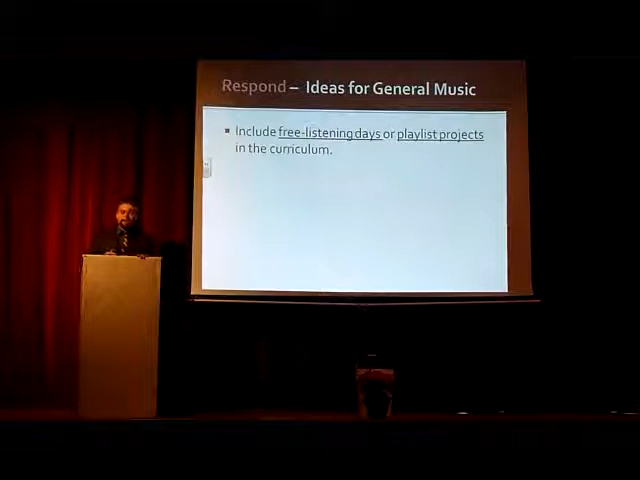 Respond – Ideas for General Music
▪ Include free-listening days or playlist projects
in the curriculum.